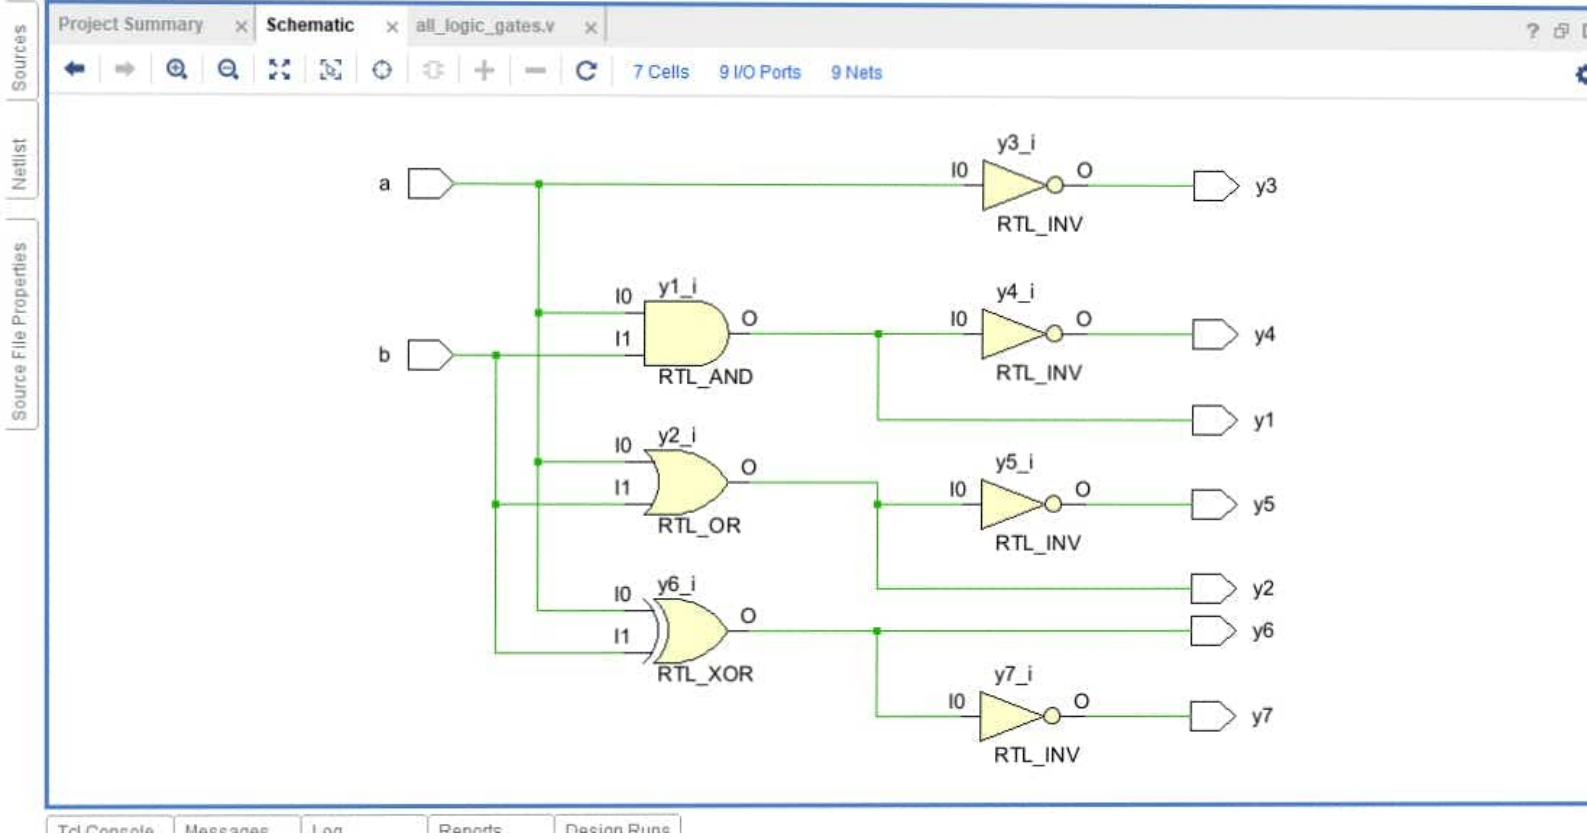 Project Summary
Schematic
all_logic_gates.v
?
7 Cells
9 I/O Ports
9 Nets
Sources
Netlist
Source File Properties
y3_i
a
I0
O
y3
RTL_INV
y1_i
y4_i
I0
O
I0
O
y4
b
I1
RTL_AND
RTL_INV
y1
y2_i
y5_i
I0
O
I1
I0
O
y5
RTL_OR
RTL_INV
y6_i
y2
I0
O
I1
y6
RTL_XOR
y7_i
I0
O
y7
RTL_INV
Tcl Console
Messages
Log
Reports
Design Runs